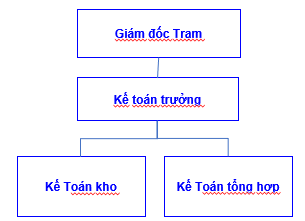 Giám đốc Tram
Kế toán trưởng
Kế Toán kho
Kế Toán tổng hợp